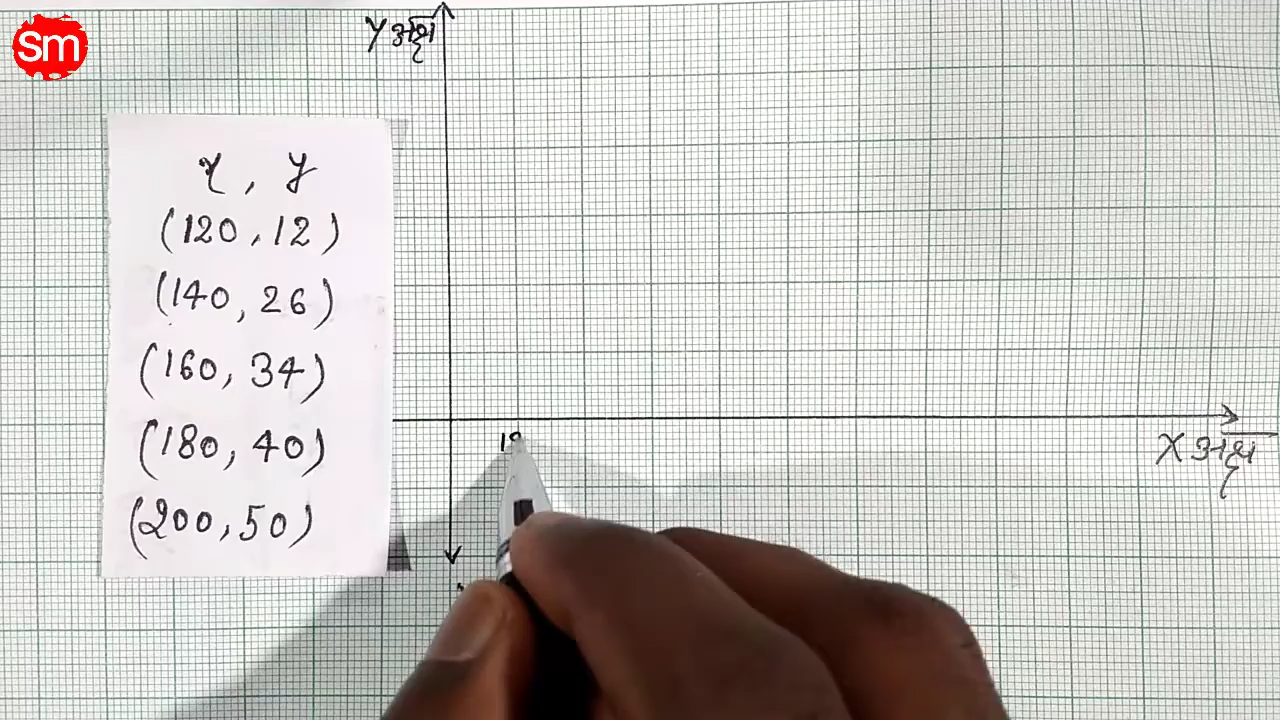 Sm
Y अक्ष
x, y
(120, 12)
(140, 26)
(160, 34)
(180, 40)
(200, 50)
X अक्ष